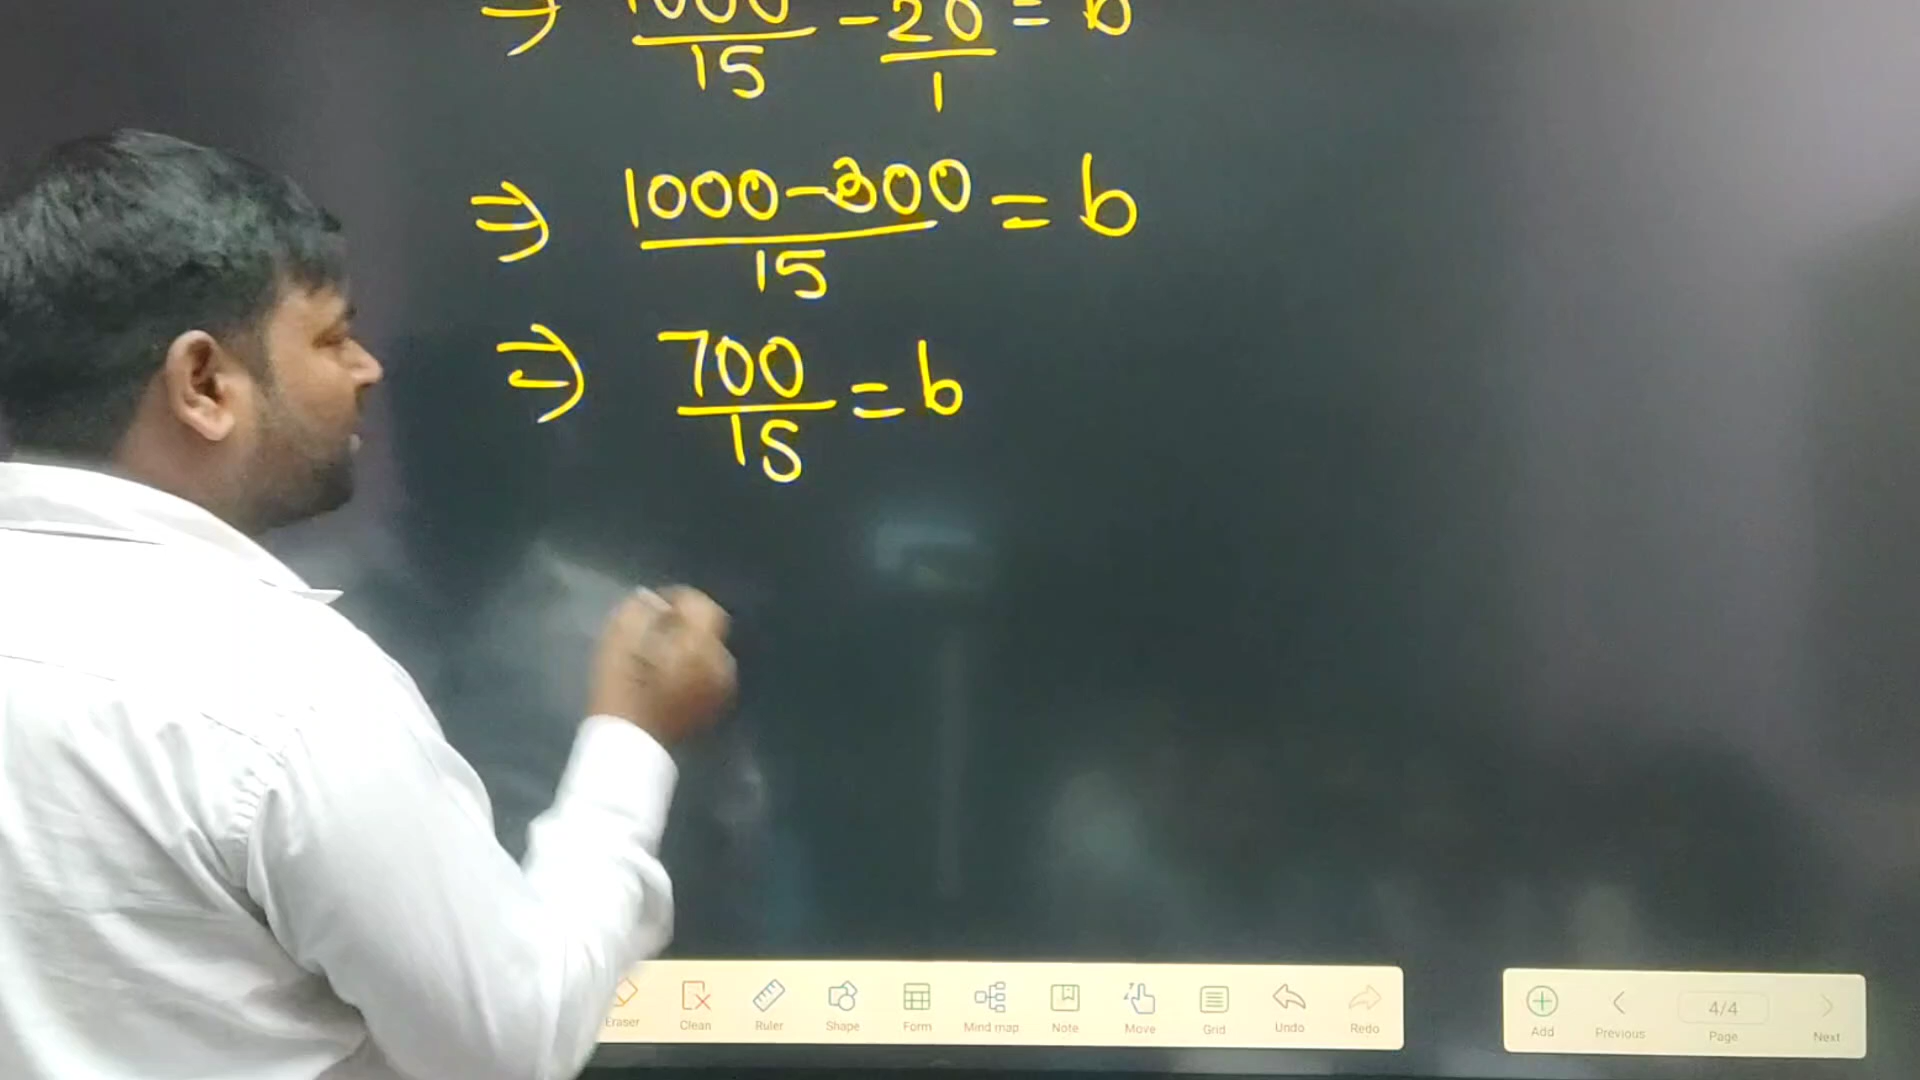 ⇒ 1000/15 - 20/1 = b
⇒ 1000-300/15 = b
⇒ 700/15 = b
Eraser Clean Ruler Shape Form Mind map Note Move Grid Undo Redo
Add Previous 4/4 Page Next